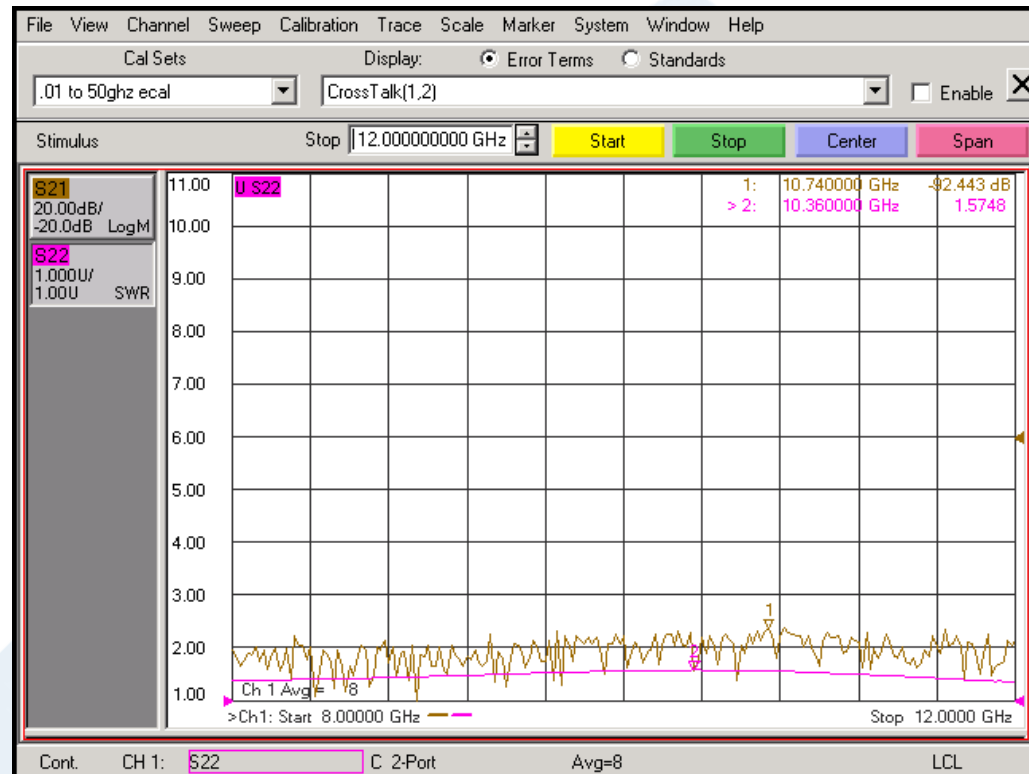 File View Channel Sweep Calibration Trace Scale Marker System Window Help
Cal Sets Display: Error Terms Standards
.01 to 50ghz ecal CrossTalk(1,2) Enable
Stimulus Stop 12.000000000 GHz Start Stop Center Span
S21
20.00dB/
-20.0dB LogM
S22
1.000U/
1.00U SWR
11.00
10.00
9.00
8.00
7.00
6.00
5.00
4.00
3.00
2.00
1.00
U S22
1: 10.740000 GHz -92.443 dB
> 2: 10.360000 GHz 1.5748
1
2
Ch 1 Avg = 8
>Ch1: Start 8.00000 GHz Stop 12.0000 GHz
Cont. CH 1: S22 C 2-Port Avg=8 LCL